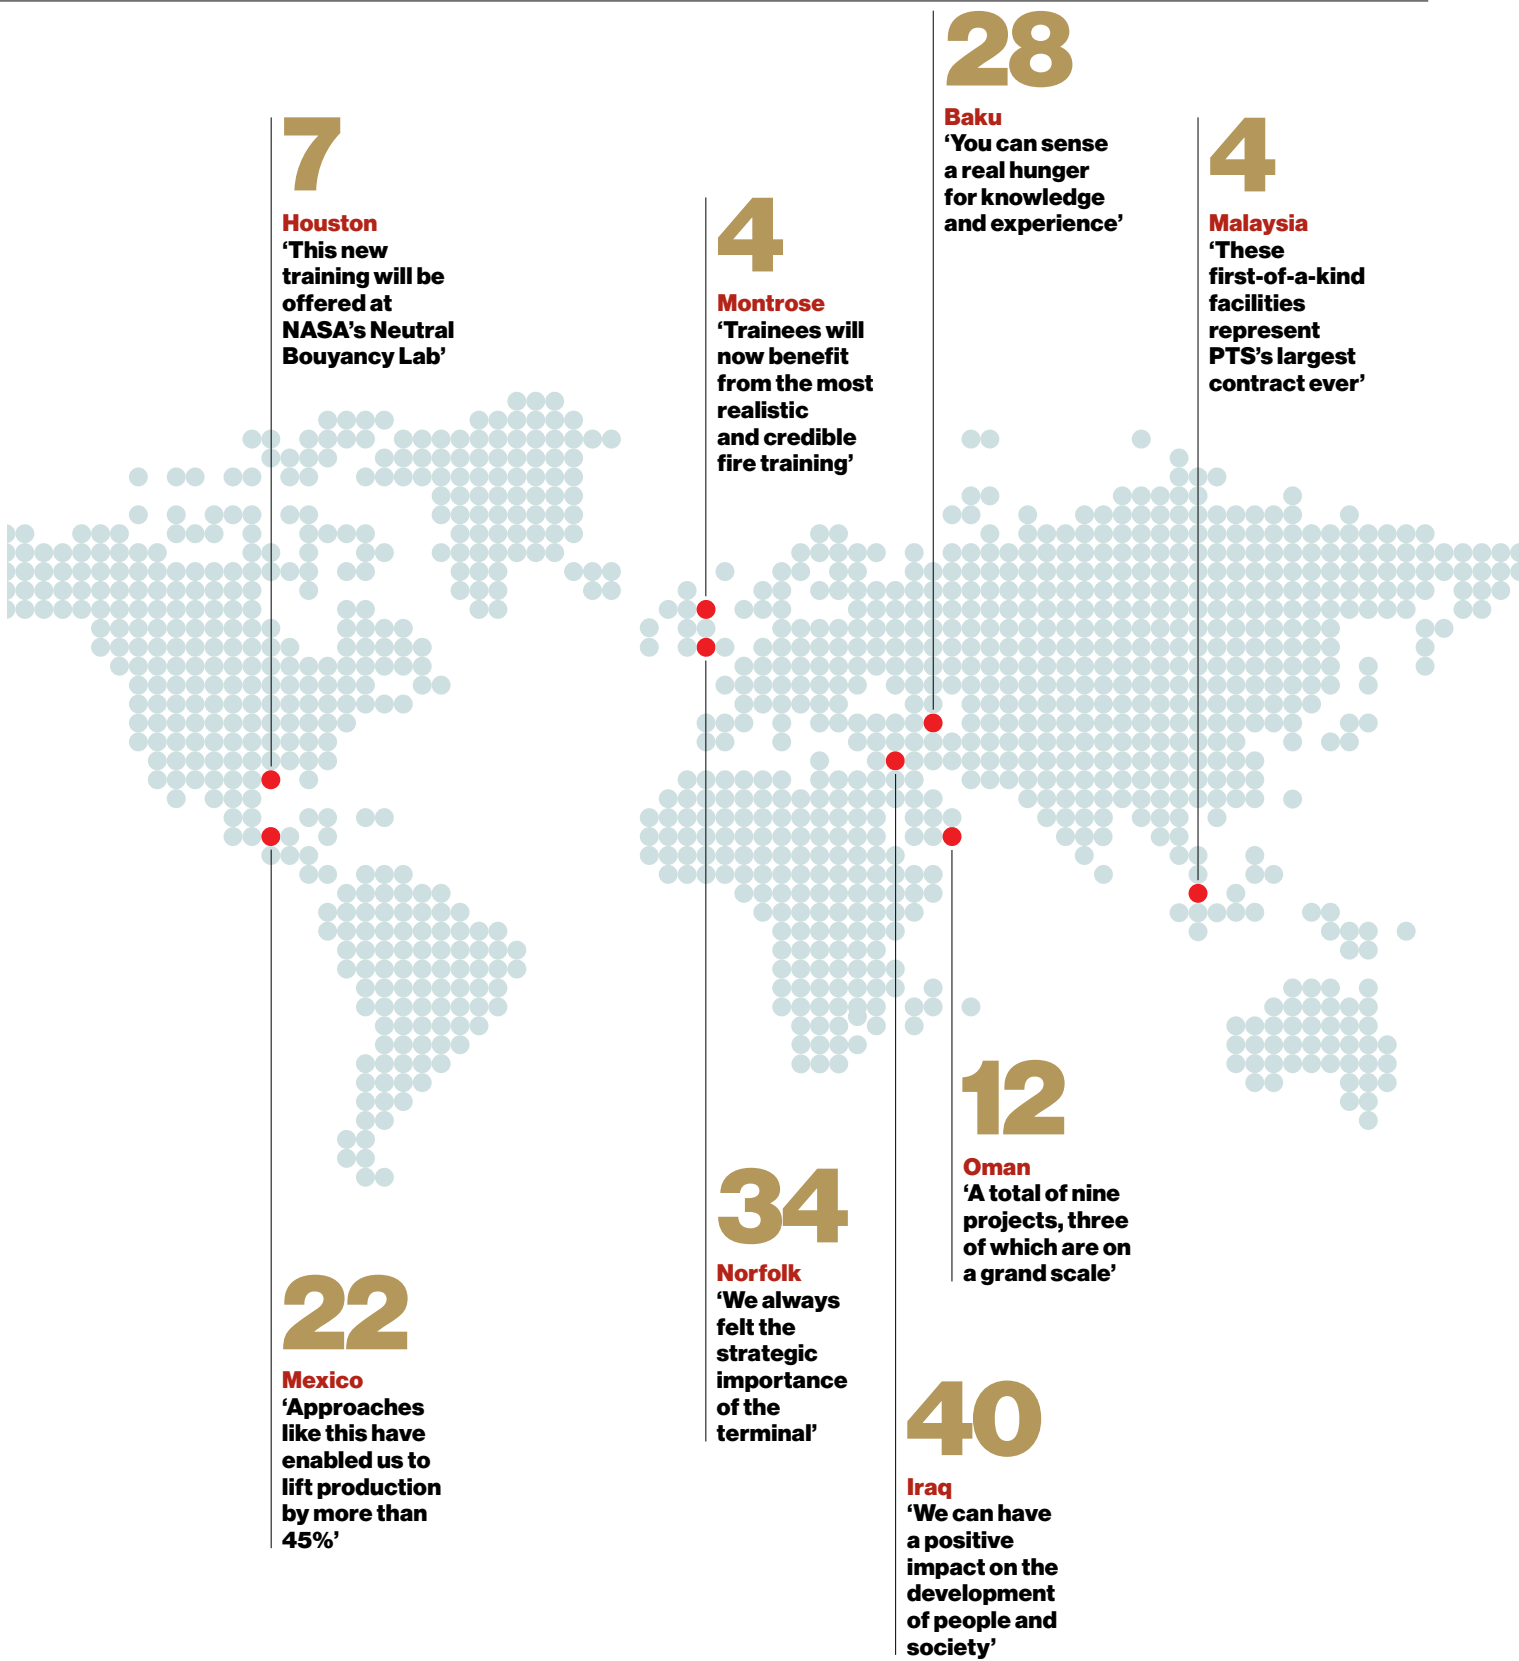 28
Baku
‘You can sense
a real hunger
for knowledge
and experience’
7
Houston
‘This new
training will be
offered at
NASA’s Neutral
Bouyancy Lab’
4
Malaysia
‘These
first-of-a-kind
facilities
represent
PTS’s largest
contract ever’
4
Montrose
‘Trainees will
now benefit
from the most
realistic
and credible
fire training’
12
Oman
‘A total of nine
projects, three
of which are on
a grand scale’
34
Norfolk
‘We always
felt the
strategic
importance
of the
terminal’
22
Mexico
‘Approaches
like this have
enabled us to
lift production
by more than
45%’
40
Iraq
‘We can have
a positive
impact on the
development
of people and
society’